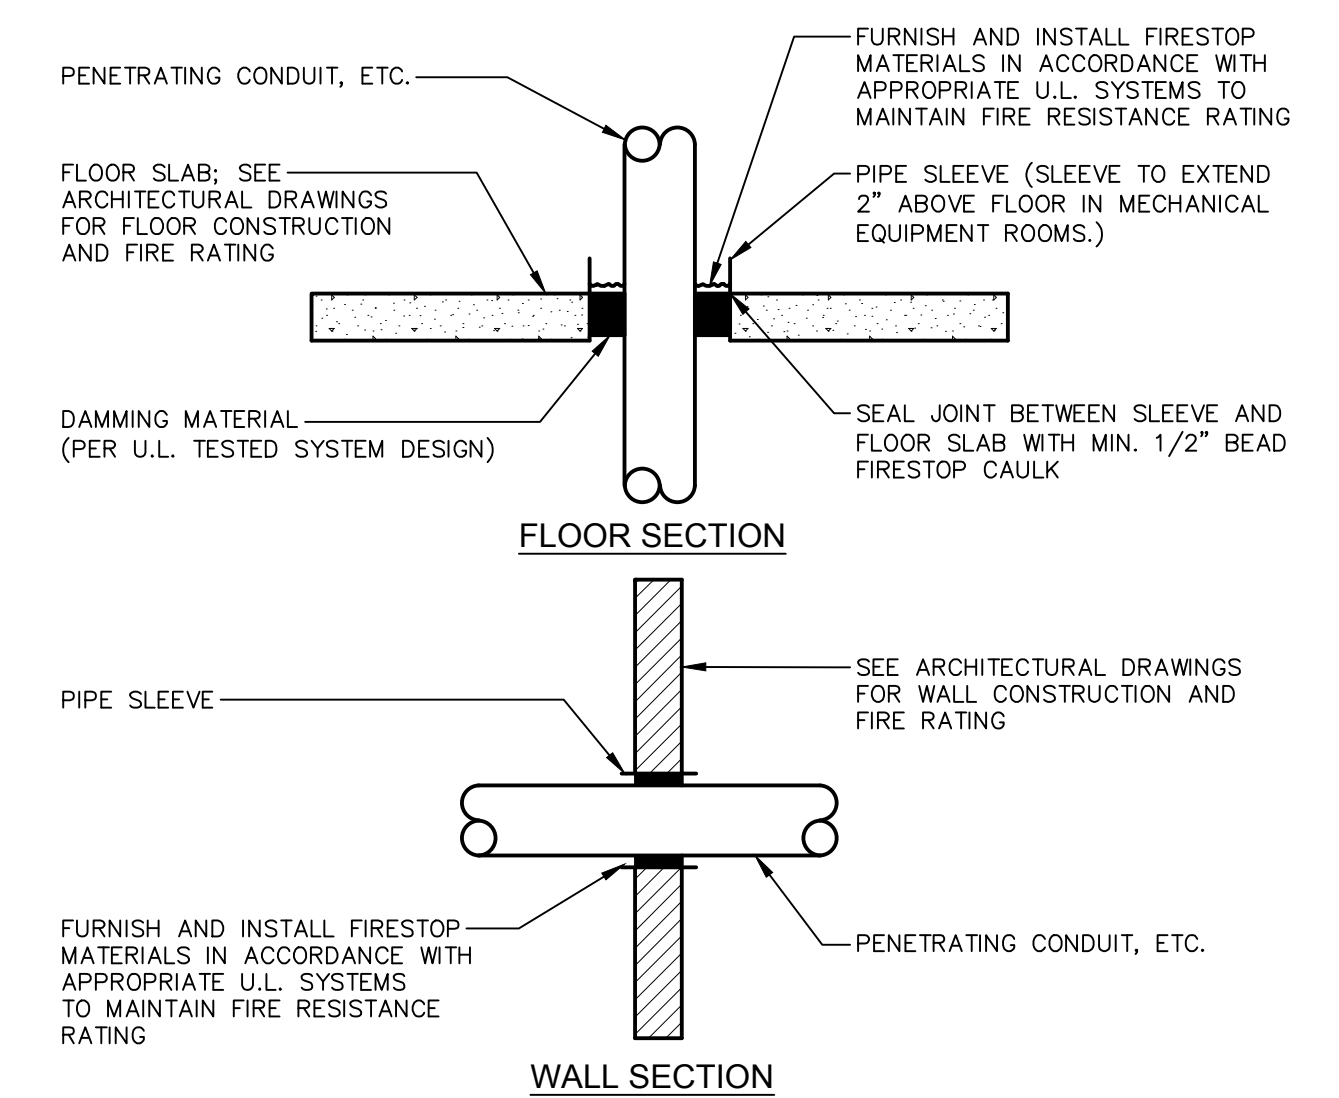 PENETRATING CONDUIT, ETC.
FURNISH AND INSTALL FIRESTOP
MATERIALS IN ACCORDANCE WITH
APPROPRIATE U.L. SYSTEMS TO
MAINTAIN FIRE RESISTANCE RATING
FLOOR SLAB; SEE
ARCHITECTURAL DRAWINGS
FOR FLOOR CONSTRUCTION
AND FIRE RATING
PIPE SLEEVE (SLEEVE TO EXTEND
2” ABOVE FLOOR IN MECHANICAL
EQUIPMENT ROOMS.)
DAMMING MATERIAL
(PER U.L. TESTED SYSTEM DESIGN)
SEAL JOINT BETWEEN SLEEVE AND
FLOOR SLAB WITH MIN. 1/2” BEAD
FIRESTOP CAULK
FLOOR SECTION
PIPE SLEEVE
SEE ARCHITECTURAL DRAWINGS
FOR WALL CONSTRUCTION AND
FIRE RATING
FURNISH AND INSTALL FIRESTOP
MATERIALS IN ACCORDANCE WITH
APPROPRIATE U.L. SYSTEMS
TO MAINTAIN FIRE RESISTANCE
RATING
PENETRATING CONDUIT, ETC.
WALL SECTION